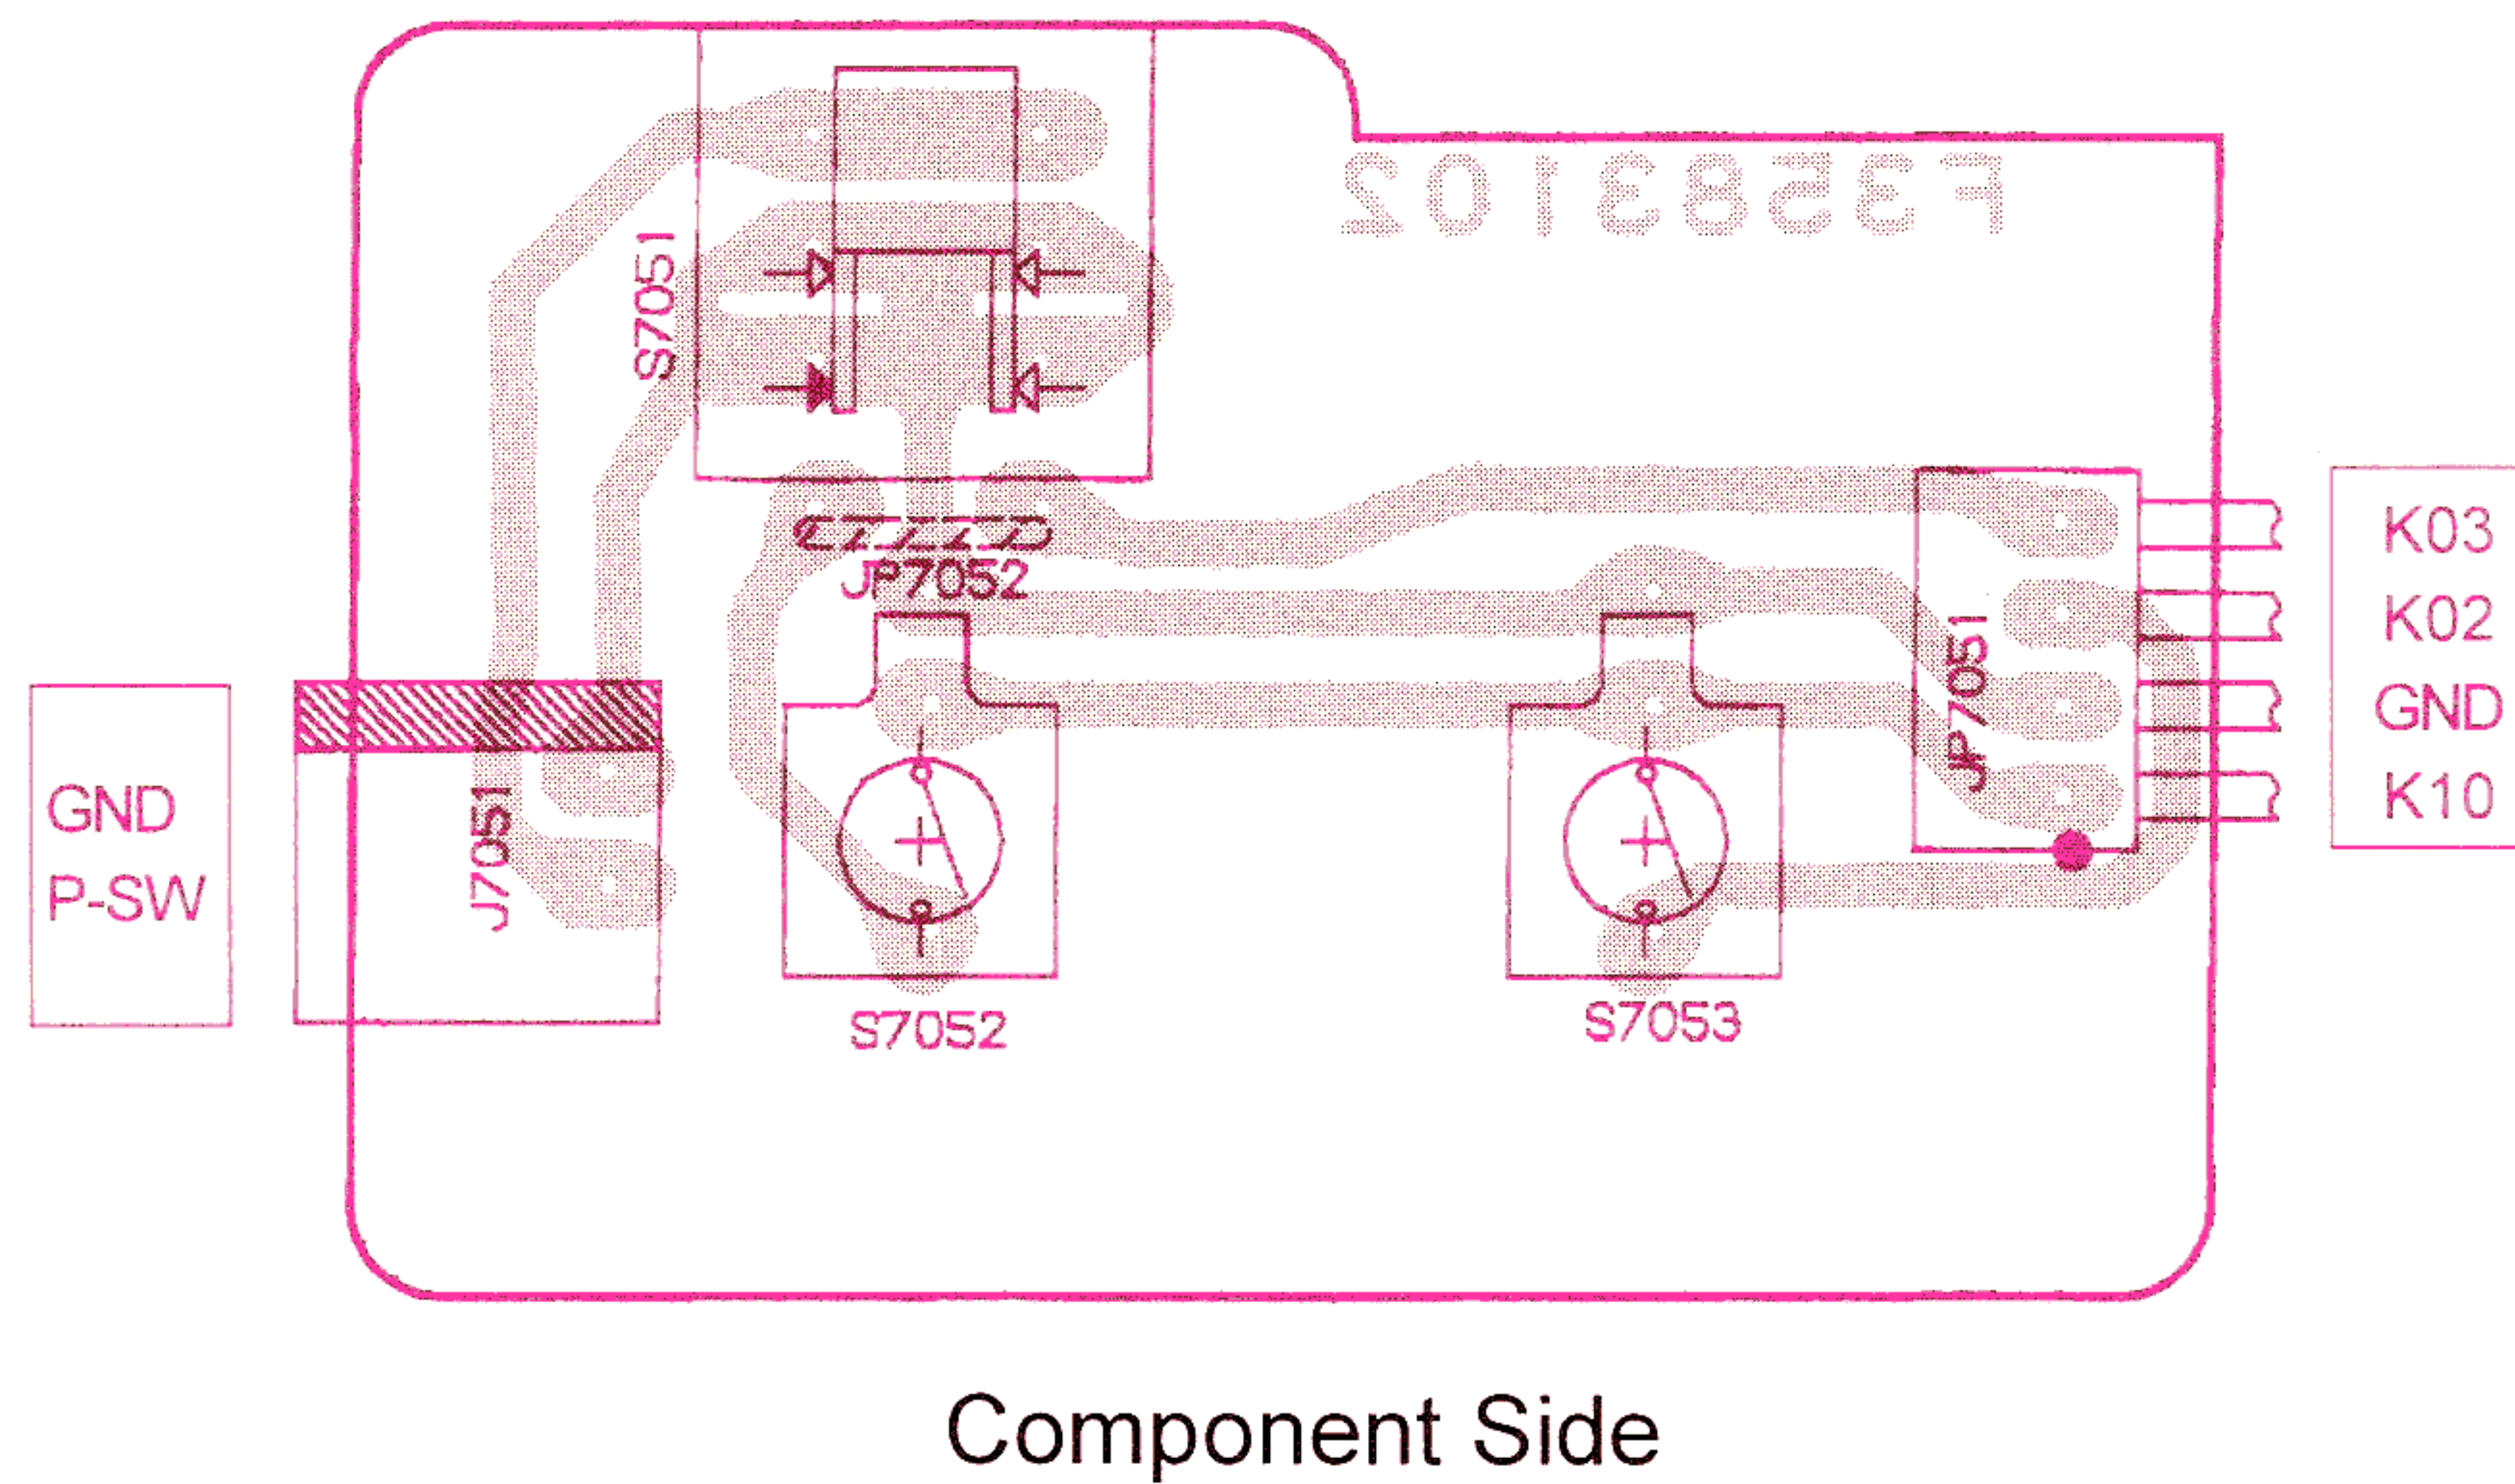 F3583102
S7051
K03
JP7052
K02
JP7051
GND
K10
GND
P-SW
J7051
S7052
S7053
Component Side